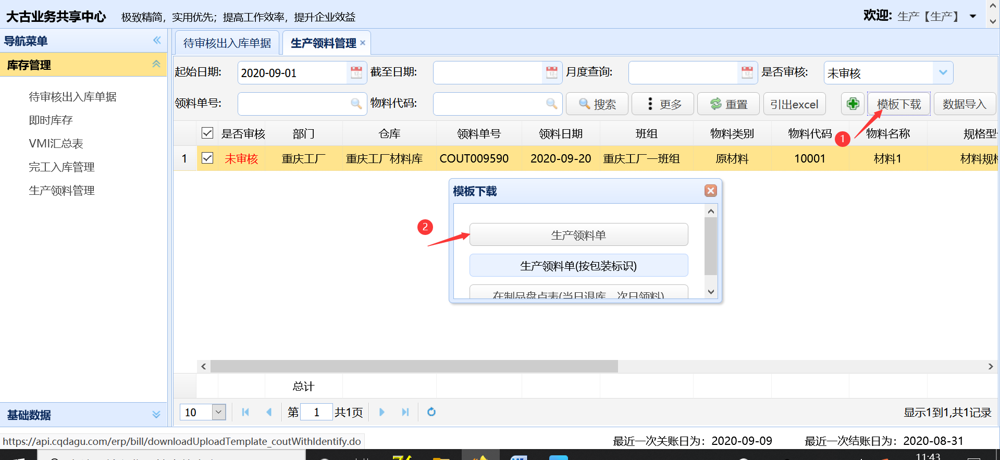 大古业务共享中心 极致精简，实用优先；提高工作效率，提升企业效益 欢迎: 生产【生产】
导航菜单
库存管理
待审核出入库单据
即时库存
VMI汇总表
完工入库管理
生产领料管理
基础数据
待审核出入库单据 生产领料管理
起始日期: 2020-09-01 截至日期: 月度查询: 是否审核: 未审核
领料单号: 物料代码: 搜索 更多 重置 引出excel 模板下载 数据导入
是否审核 部门 仓库 领料单号 领料日期 班组 物料类别 物料代码 物料名称 规格型
1 未审核 重庆工厂 重庆工厂材料库 COUT009590 2020-09-20 重庆工厂一班组 原材料 10001 材料1 材料规
1
模板下载
2
生产领料单
生产领料单(按包装标识)
在制品盘点表(当日退库，次日领料)
总计
10 第 1 共1页 显示1到1,共1记录
https://api.cqdagu.com/erp/bill/downloadUploadTemplate_coutWithIdentify.do 最近一次关账日为：2020-09-09 最近一次结账日为：2020-08-31
11:43